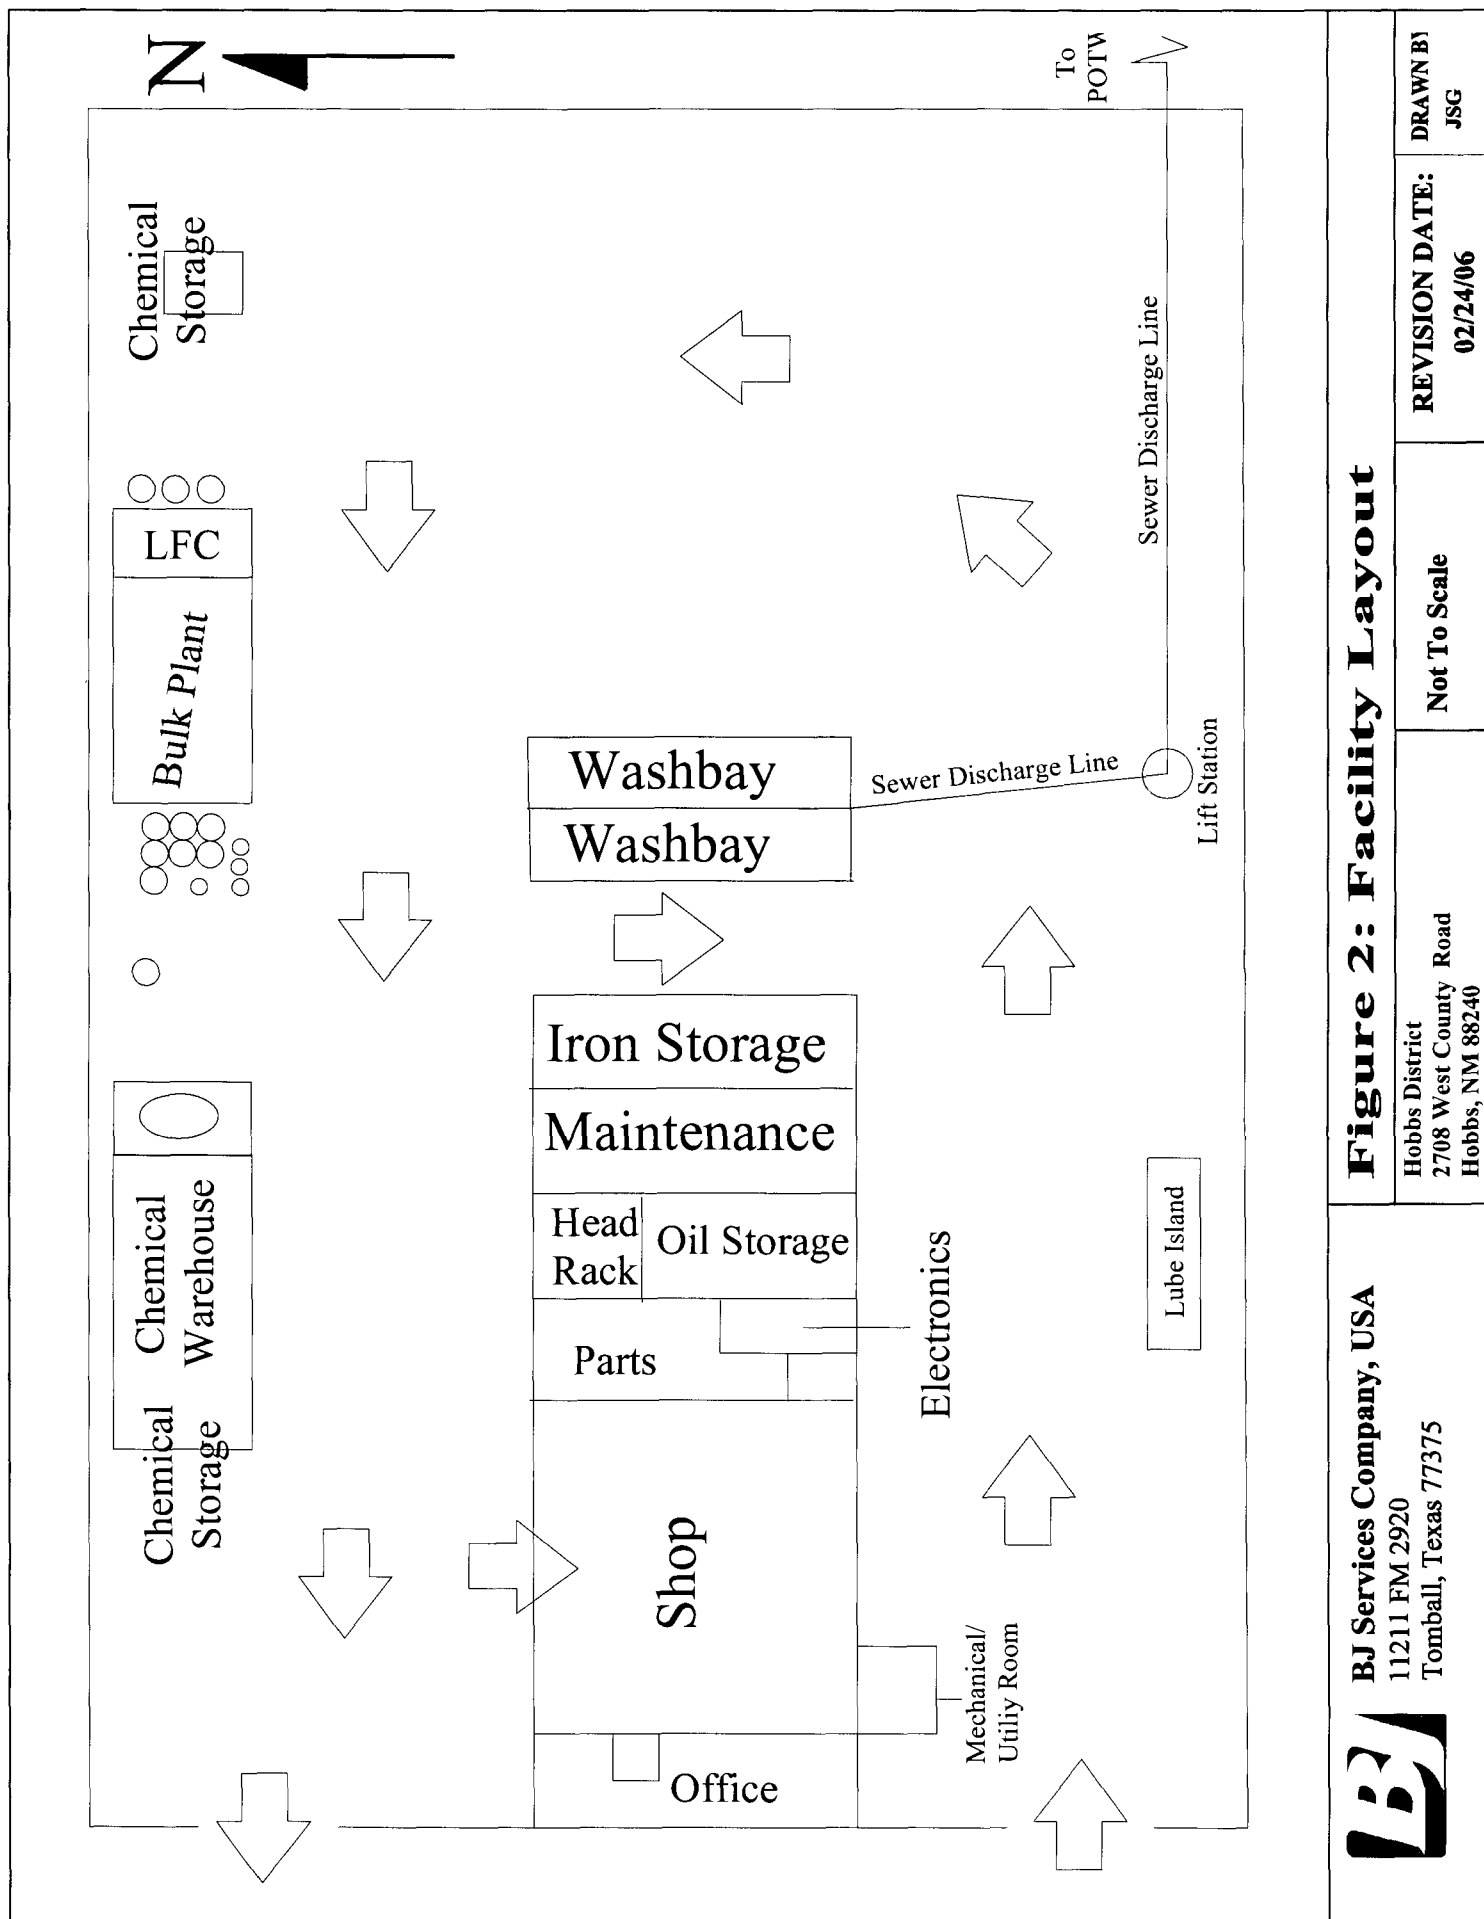 N
To
POTW
Chemical
Storage
LFC
Bulk Plant
Washbay
Washbay
Sewer Discharge Line
Sewer Discharge Line
Lift Station
Iron Storage
Maintenance
Head
Rack
Oil Storage
Parts
Electronics
Lube Island
Chemical
Warehouse
Chemical
Storage
Shop
Mechanical/
Utiliy Room
Office
BJ
BJ Services Company, USA
11211 FM 2920
Tomball, Texas 77375
Figure 2: Facility Layout
Hobbs District
2708 West County Road
Hobbs, NM 88240
Not To Scale
REVISION DATE:
02/24/06
DRAWN BY
JSG